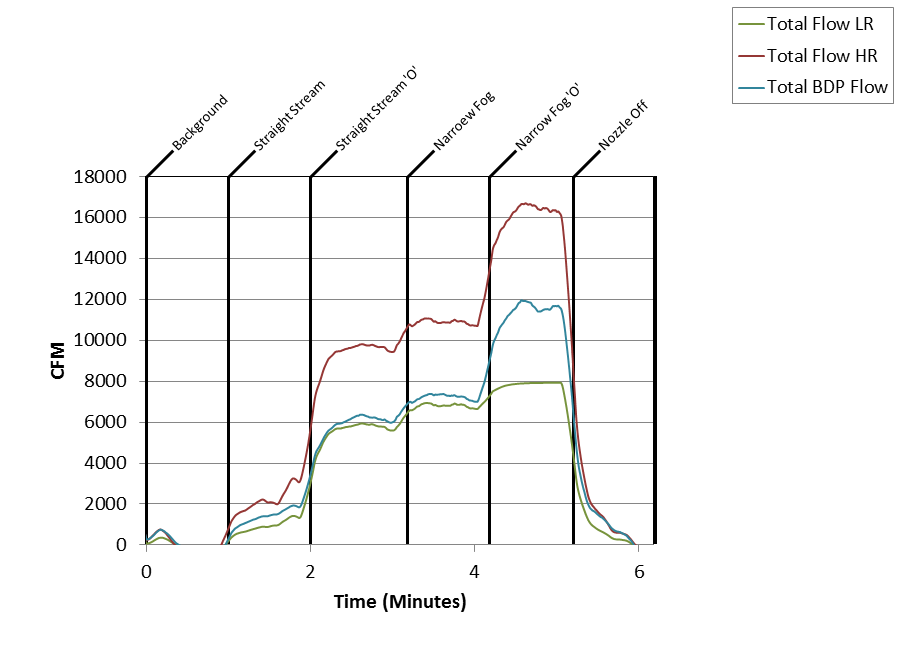 Total Flow LR
Total Flow HR
Total BDP Flow
Background
Straight Stream
Straight Stream 'O'
Narroew Fog
Narrow Fog 'O'
Nozzle Off
18000
16000
14000
12000
10000
8000
6000
4000
2000
0
CFM
0 2 4 6
Time (Minutes)